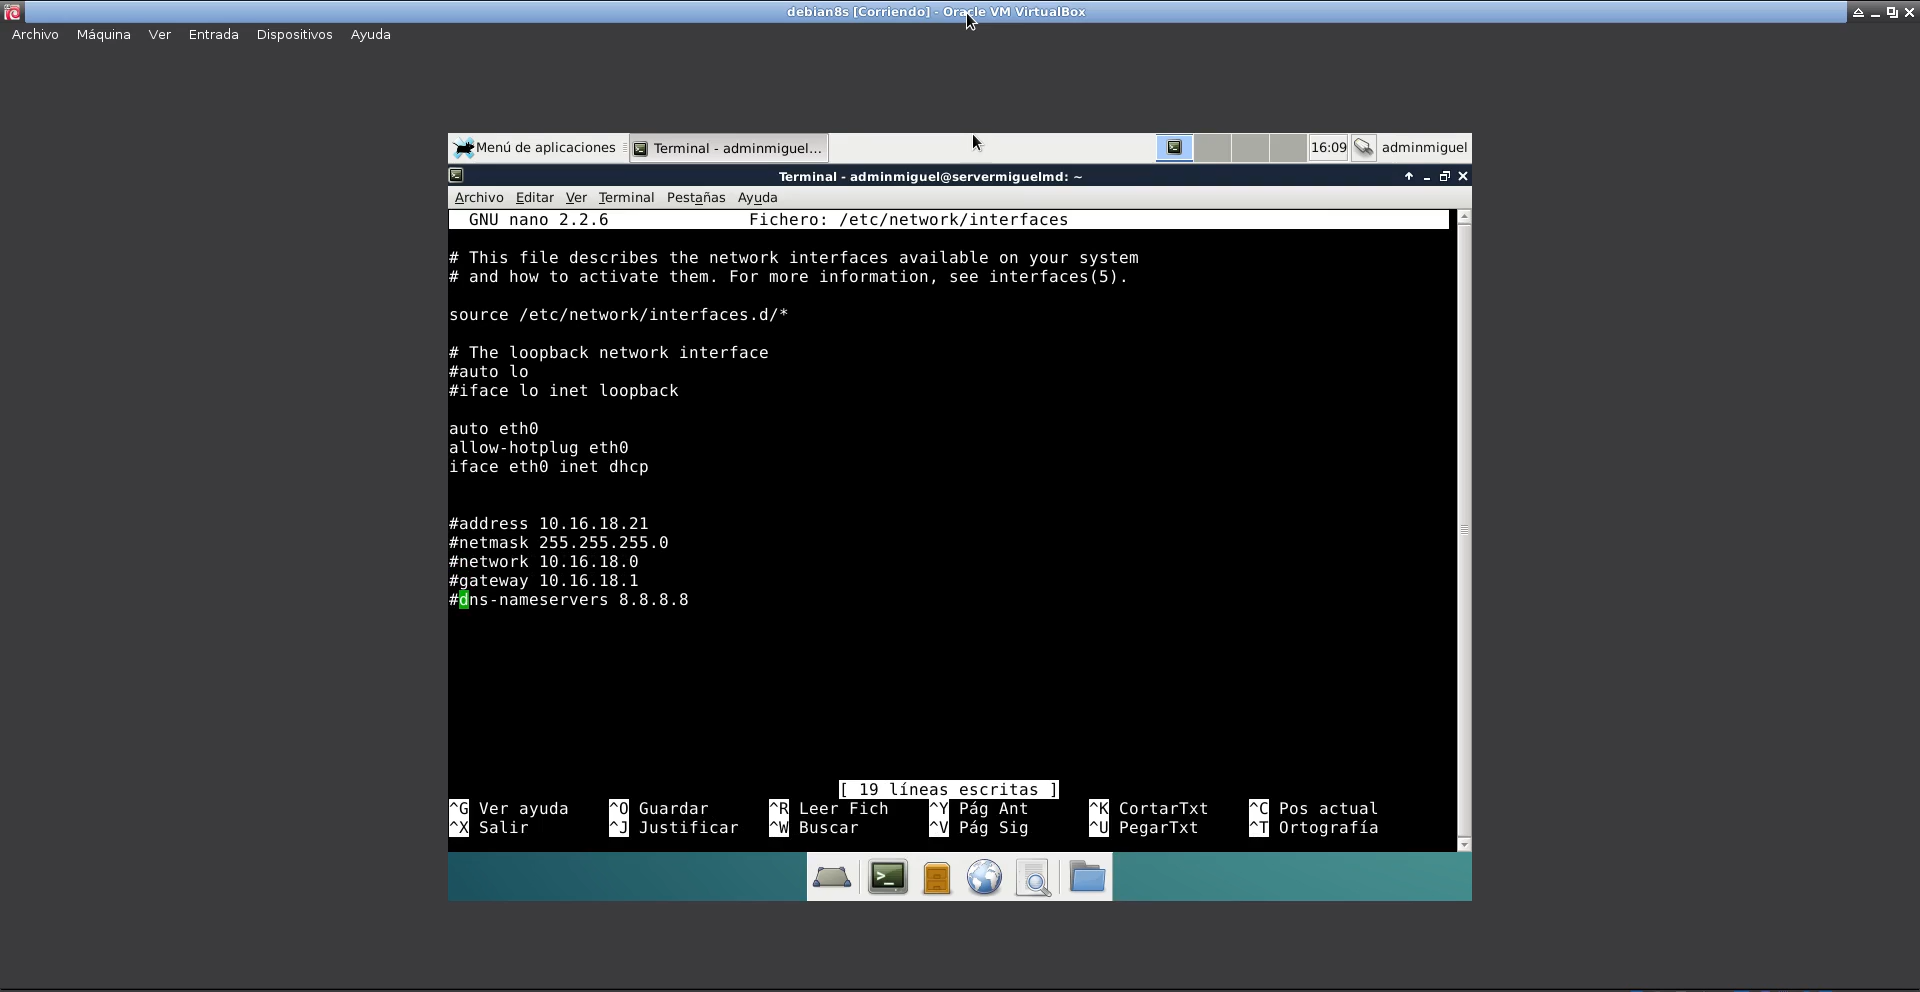 debian8s [Corriendo] - Oracle VM VirtualBox
Archivo Máquina Ver Entrada Dispositivos Ayuda
Menú de aplicaciones Terminal - adminmiguel... 16:09 adminmiguel
Terminal - adminmiguel@servermiguelmd: ~
Archivo Editar Ver Terminal Pestañas Ayuda
GNU nano 2.2.6 Fichero: /etc/network/interfaces
# This file describes the network interfaces available on your system
# and how to activate them. For more information, see interfaces(5).
source /etc/network/interfaces.d/*
# The loopback network interface
#auto lo
#iface lo inet loopback
auto eth0
allow-hotplug eth0
iface eth0 inet dhcp
#address 10.16.18.21
#netmask 255.255.255.0
#network 10.16.18.0
#gateway 10.16.18.1
#dns-nameservers 8.8.8.8
[ 19 líneas escritas ]
^G Ver ayuda ^O Guardar ^R Leer Fich ^Y Pág Ant ^K CortarTxt ^C Pos actual
^X Salir ^J Justificar ^W Buscar ^V Pág Sig ^U PegarTxt ^T Ortografía